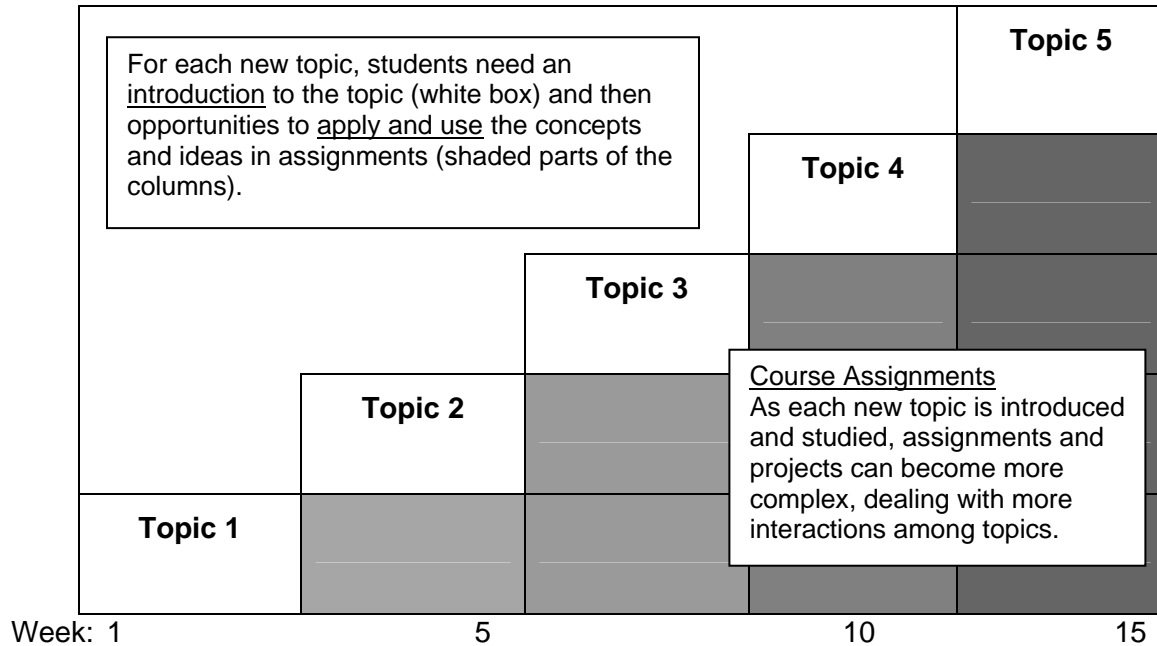 Topic 5
For each new topic, students need an
introduction to the topic (white box) and then
opportunities to apply and use the concepts
and ideas in assignments (shaded parts of the
columns).
Topic 4
Topic 3
Topic 2
Course Assignments
As each new topic is introduced
and studied, assignments and
projects can become more
complex, dealing with more
interactions among topics.
Topic 1
Week: 1 5 10 15